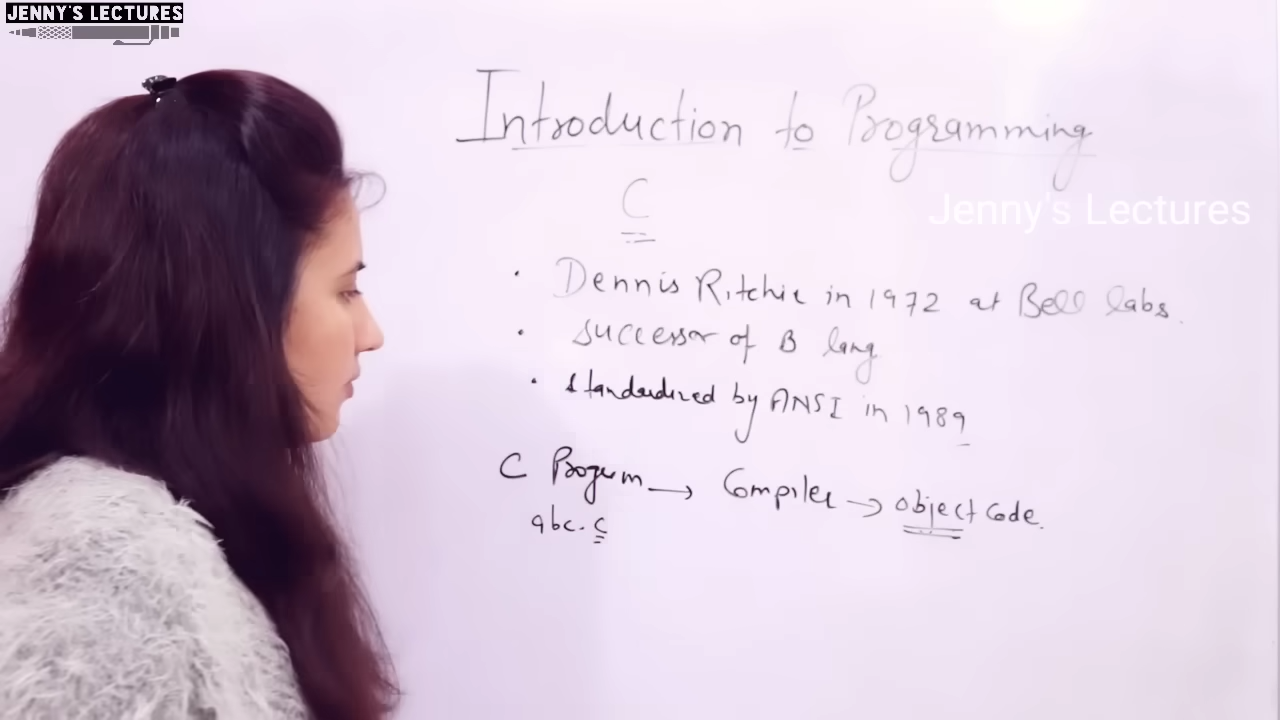 JENNY'S LECTURES
Introduction to Programming
C
Jenny's Lectures
• Dennis Ritchie in 1972 at Bell labs.
• successor of B lang
• standardized by ANSI in 1989
C Program → Compiler → object code.
abc.c